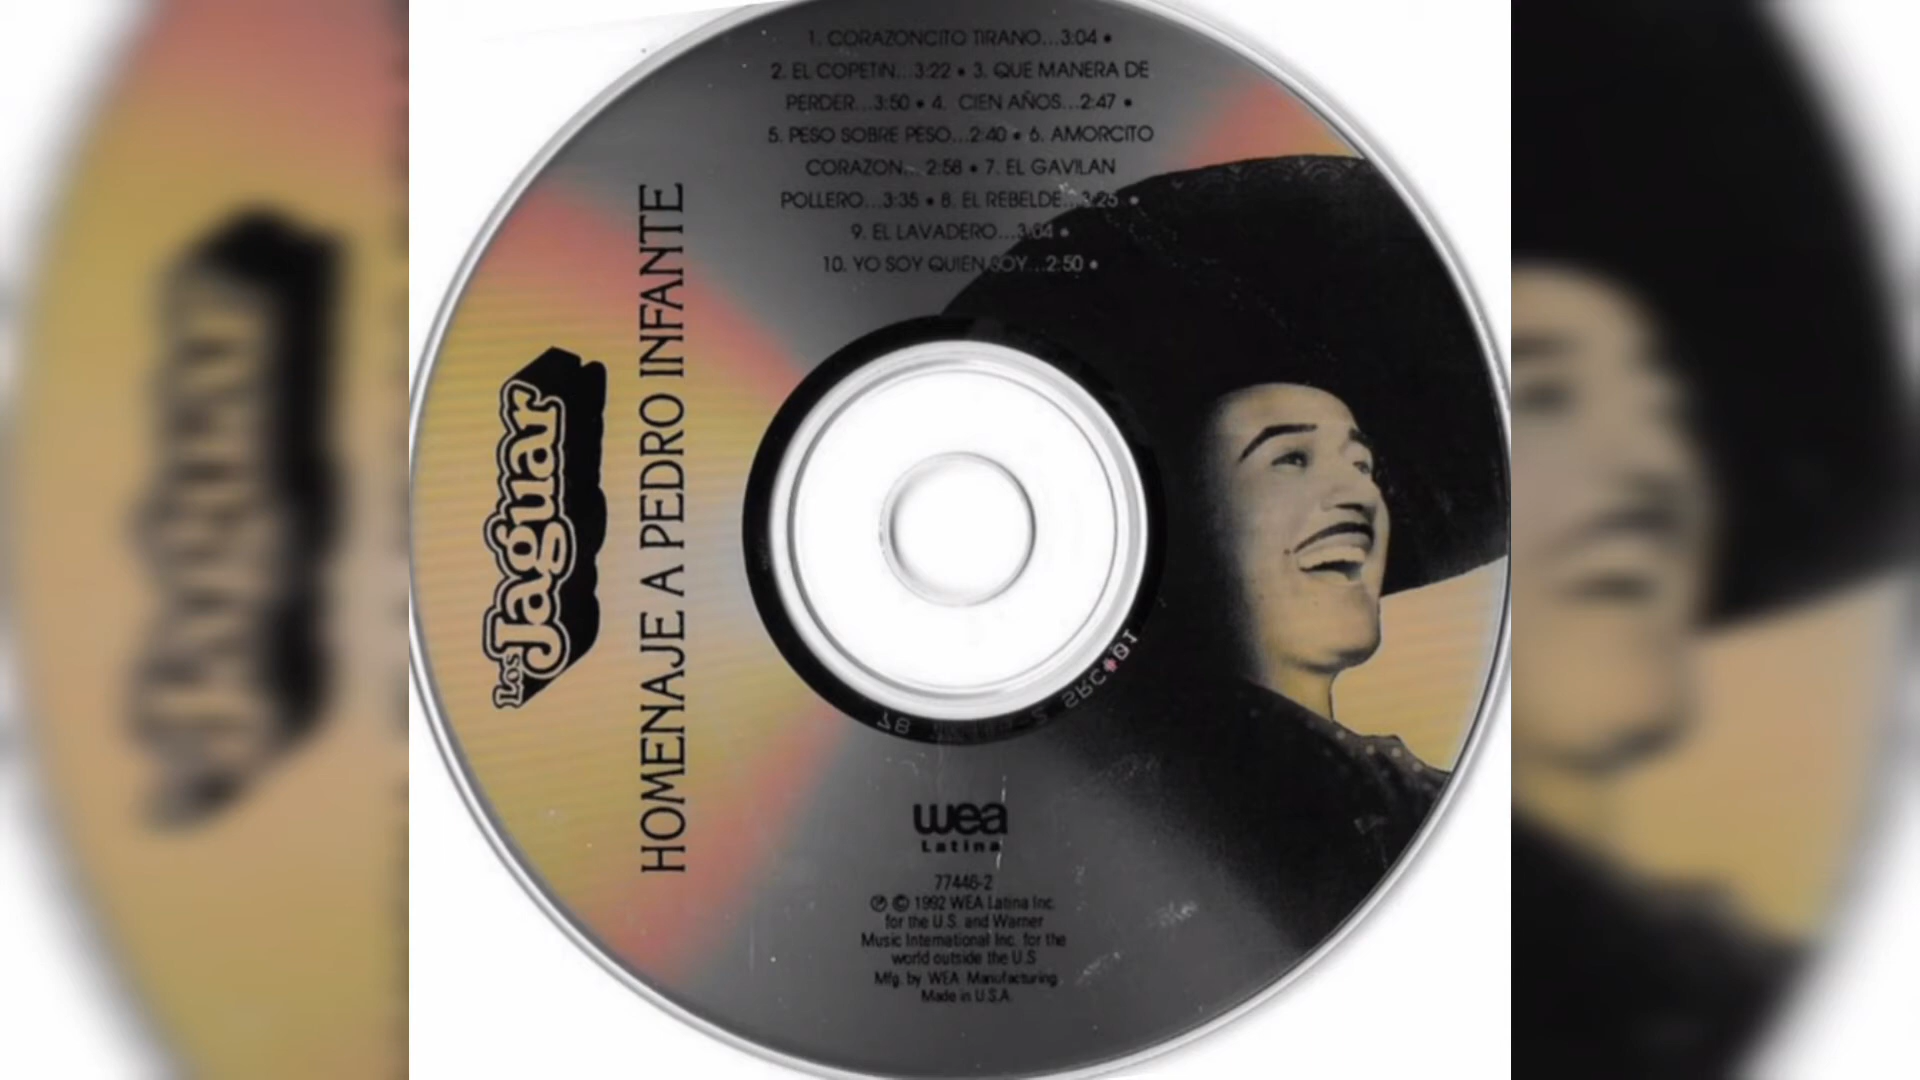 1. CORAZONCITO TIRANO...3:04 •
2. EL COPETIN...3:22 • 3. QUE MANERA DE
PERDER...3:50 • 4. CIEN AÑOS...2:47 •
5. PESO SOBRE PESO...2:40 • 6. AMORCITO
CORAZON... 2:58 • 7. EL GAVILAN
POLLERO...3:35 • 8. EL REBELDE...3:25 •
9. EL LAVADERO...
10. YO SOY QUIEN SOY...2:50 •
Los Jaguar
HOMENAJE A PEDRO INFANTE
SRC+01
wea
Latina
77446-2
℗ © 1992 WEA Latina Inc.
for the U.S. and Warner
Music International Inc. for the
world outside the U.S
Mfg. by WEA Manufacturing
Made in U.S.A.